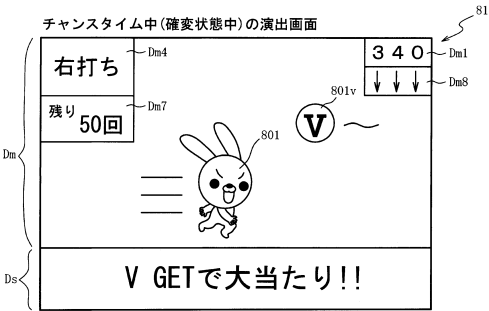 チャンスタイム中(確変状態中)の演出画面
81
右打ち
Dm4
340
Dm1
↓↓↓
Dm8
残り
50回
Dm7
801v
V
801
Dm
Ds
V GETで大当たり!!